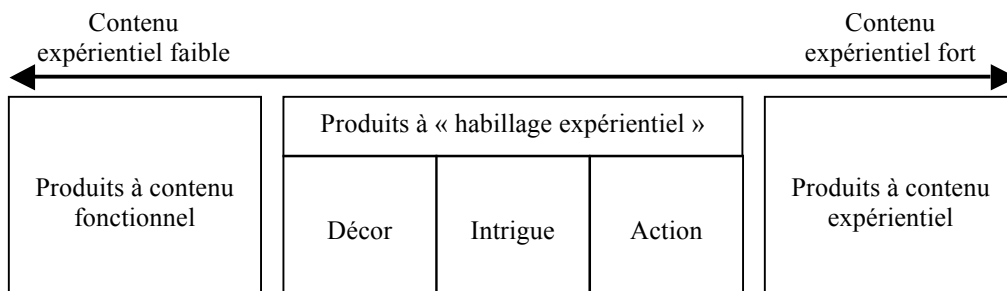 Contenu
expérientiel faible
Contenu
expérientiel fort
Produits à contenu
fonctionnel
Produits à « habillage expérientiel »
Décor
Intrigue
Action
Produits à contenu
expérientiel